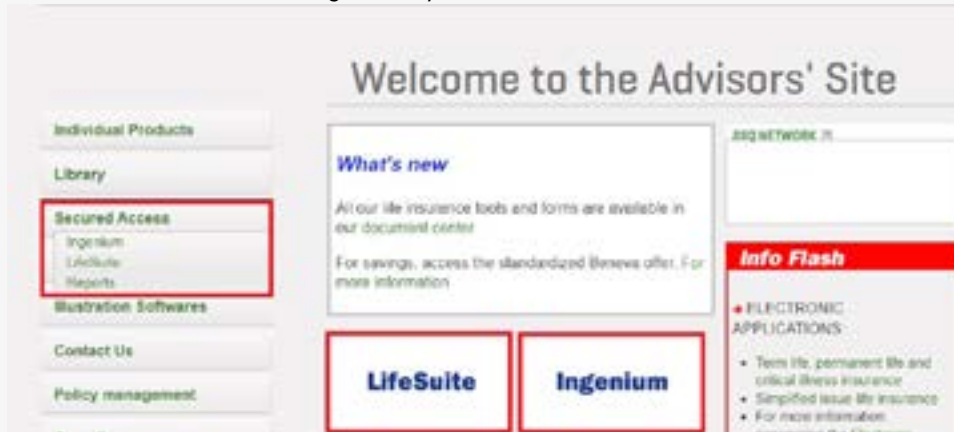 Welcome to the Advisors' Site
Individual Products
Library
Secured Access
Ingenium
LifeSuite
Reports
Illustration Softwares
Contact Us
Policy management
What's new
All our life insurance tools and forms are available in
our document center
For savings, access the standardized Beneva offer. For
more information
LifeSuite
Ingenium
SSQ NETWORK
Info Flash
ELECTRONIC
APPLICATIONS
Term life, permanent life and
critical illness insurance
Simplified issue life insurance
For more information